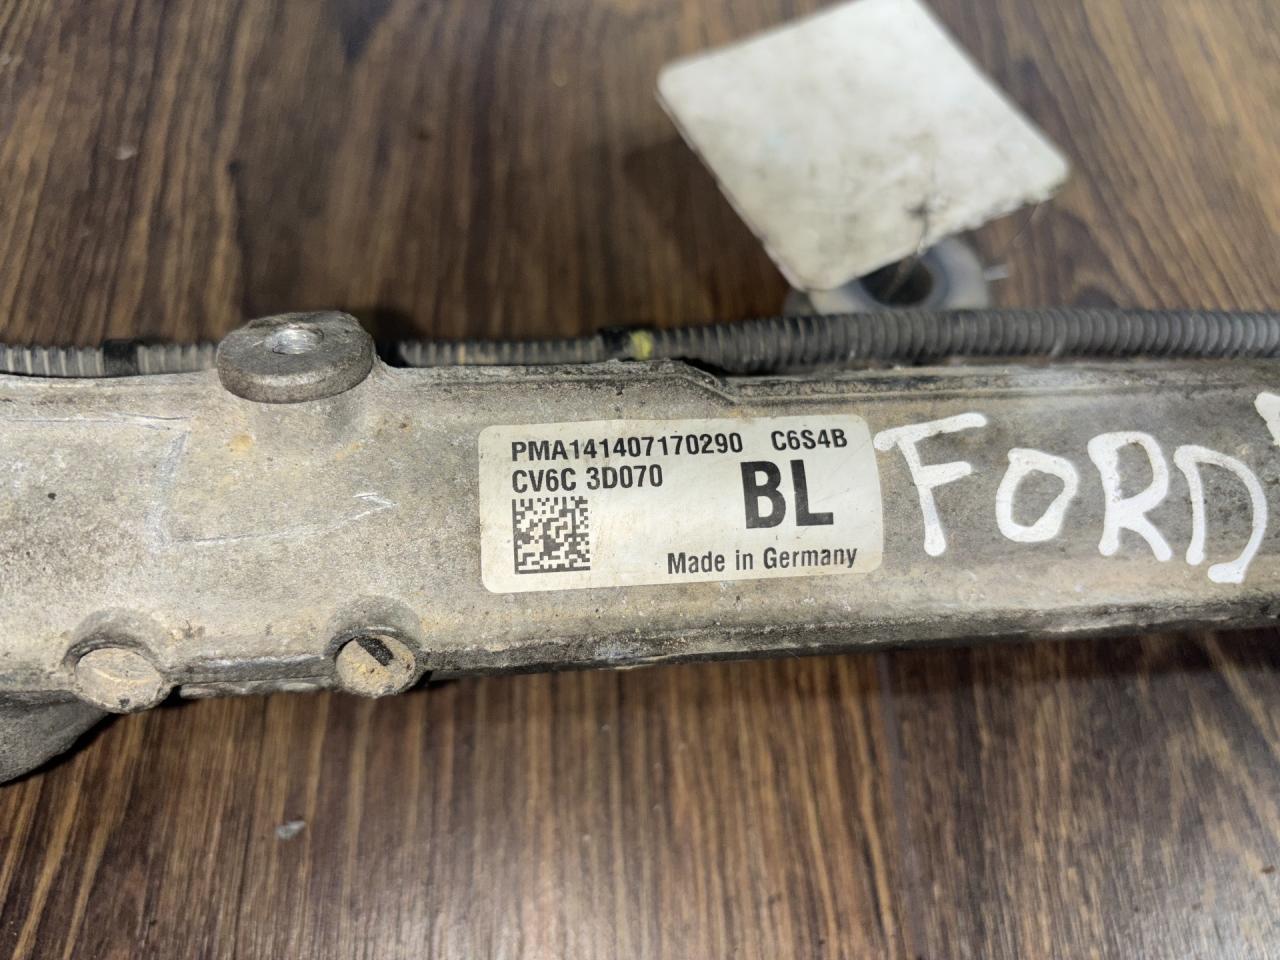 PMA141407170290 C6S4B
CV6C 3D070
BL
Made in Germany
FORD